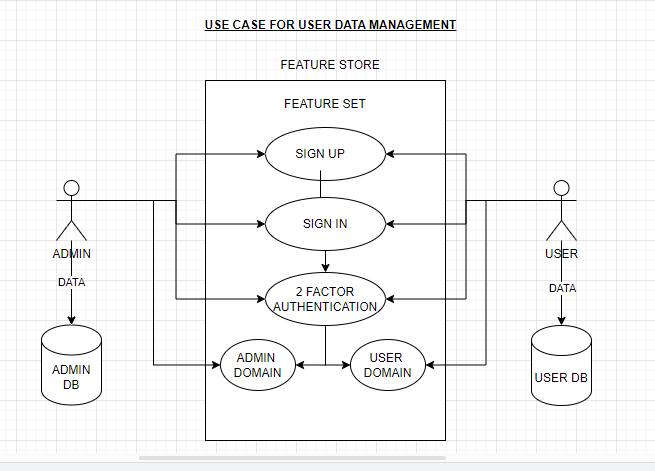 USE CASE FOR USER DATA MANAGEMENT
FEATURE STORE
FEATURE SET
SIGN UP
SIGN IN
ADMIN
USER
DATA
DATA
2 FACTOR
AUTHENTICATION
ADMIN
DOMAIN
USER
DOMAIN
ADMIN
DB
USER DB